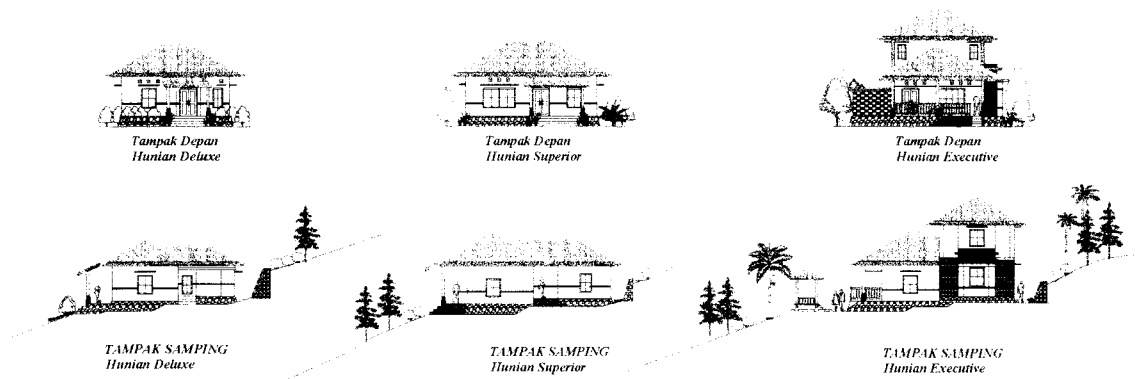 Tampak Depan
Hunian Deluxe
Tampak Depan
Hunian Superior
Tampak Depan
Hunian Executive
TAMPAK SAMPING
Hunian Deluxe
TAMPAK SAMPING
Hunian Superior
TAMPAK SAMPING
Hunian Executive